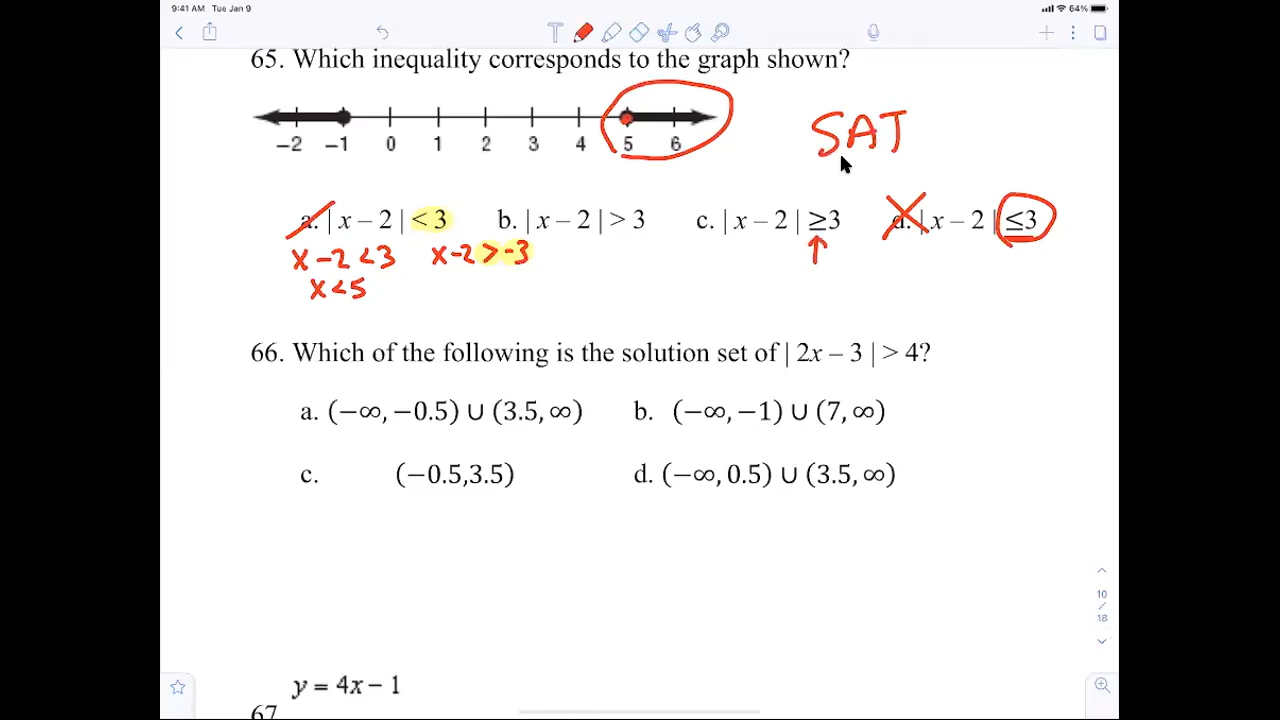 9:41 AM Tue Jan 9
64%
T
65. Which inequality corresponds to the graph shown?
−2 −1 0 1 2 3 4 5 6
SAT
a. | x – 2 | < 3 b. | x – 2 | > 3 c. | x – 2 | ≥3 d. | x – 2 | ≤3
x -2 < 3 x-2 > -3
x < 5
66. Which of the following is the solution set of | 2x – 3 | > 4?
a. (−∞, −0.5) ∪ (3.5, ∞) b. (−∞, −1) ∪ (7, ∞)
c. (−0.5,3.5) d. (−∞, 0.5) ∪ (3.5, ∞)
10
/
18
y = 4x − 1
67